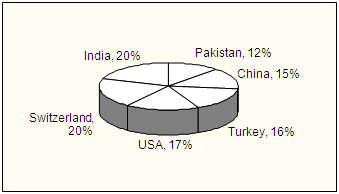 India, 20%
Pakistan, 12%
China, 15%
Switzerland,
20%
Turkey, 16%
USA, 17%